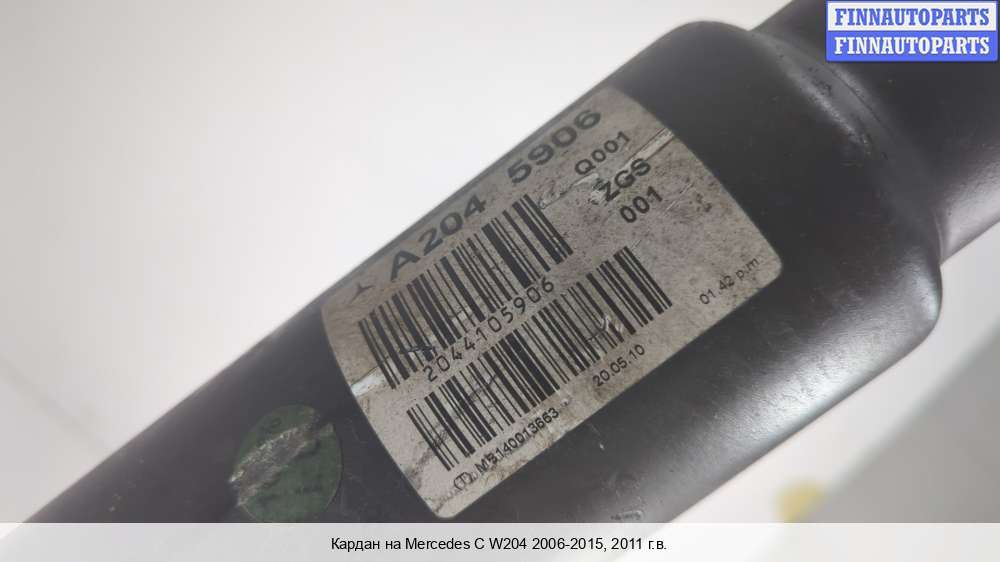 FINNAUTOPARTS
FINNAUTOPARTS
A204 5906
Q001
ZGS
001
2044105906
01.42 p.m.
20.05.10
(T) MB140013663
Кардан на Mercedes C W204 2006-2015, 2011 г.в.